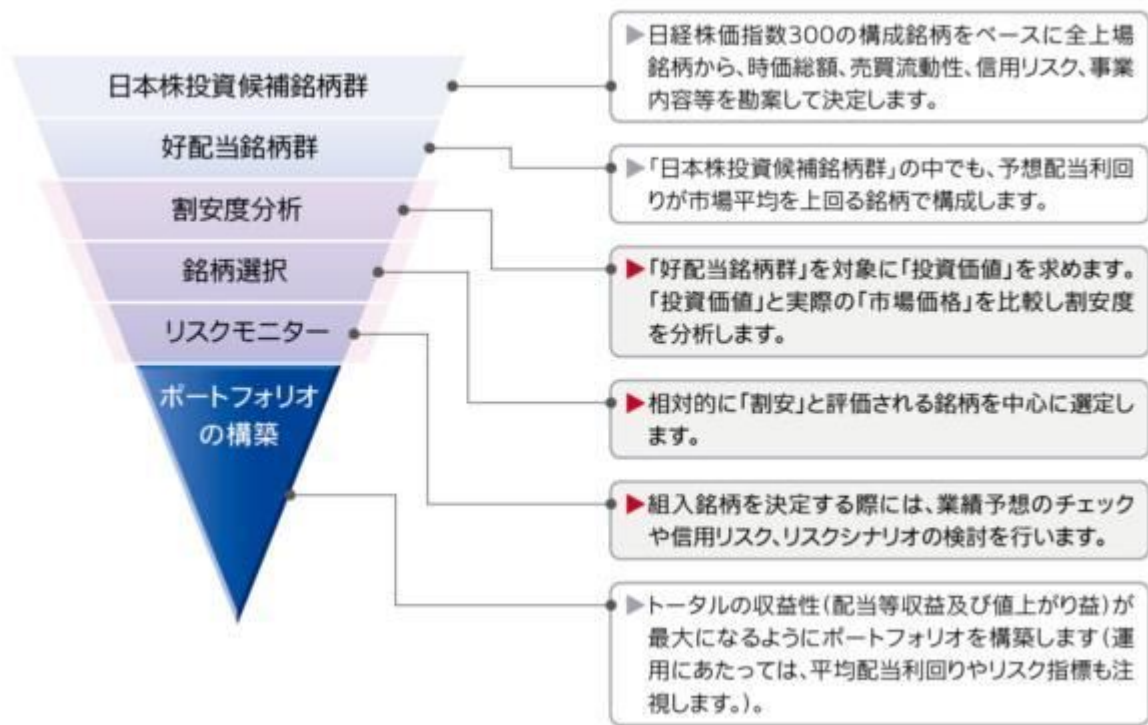 日本株投資候補銘柄群
好配当銘柄群
割安度分析
銘柄選択
リスクモニター
ポートフォリオ
の構築
▶日経株価指数300の構成銘柄をベースに全上場
銘柄から、時価総額、売買流動性、信用リスク、事業
内容等を勘案して決定します。
▶「日本株投資候補銘柄群」の中でも、予想配当利回
りが市場平均を上回る銘柄で構成します。
▶「好配当銘柄群」を対象に「投資価値」を求めます。
「投資価値」と実際の「市場価格」を比較し割安度
を分析します。
▶相対的に「割安」と評価される銘柄を中心に選定し
ます。
▶組入銘柄を決定する際には、業績予想のチェック
や信用リスク、リスクシナリオの検討を行います。
▶トータルの収益性(配当等収益及び値上がり益)が
最大になるようにポートフォリオを構築します(運
用にあたっては、平均配当利回りやリスク指標も注
視します。)。